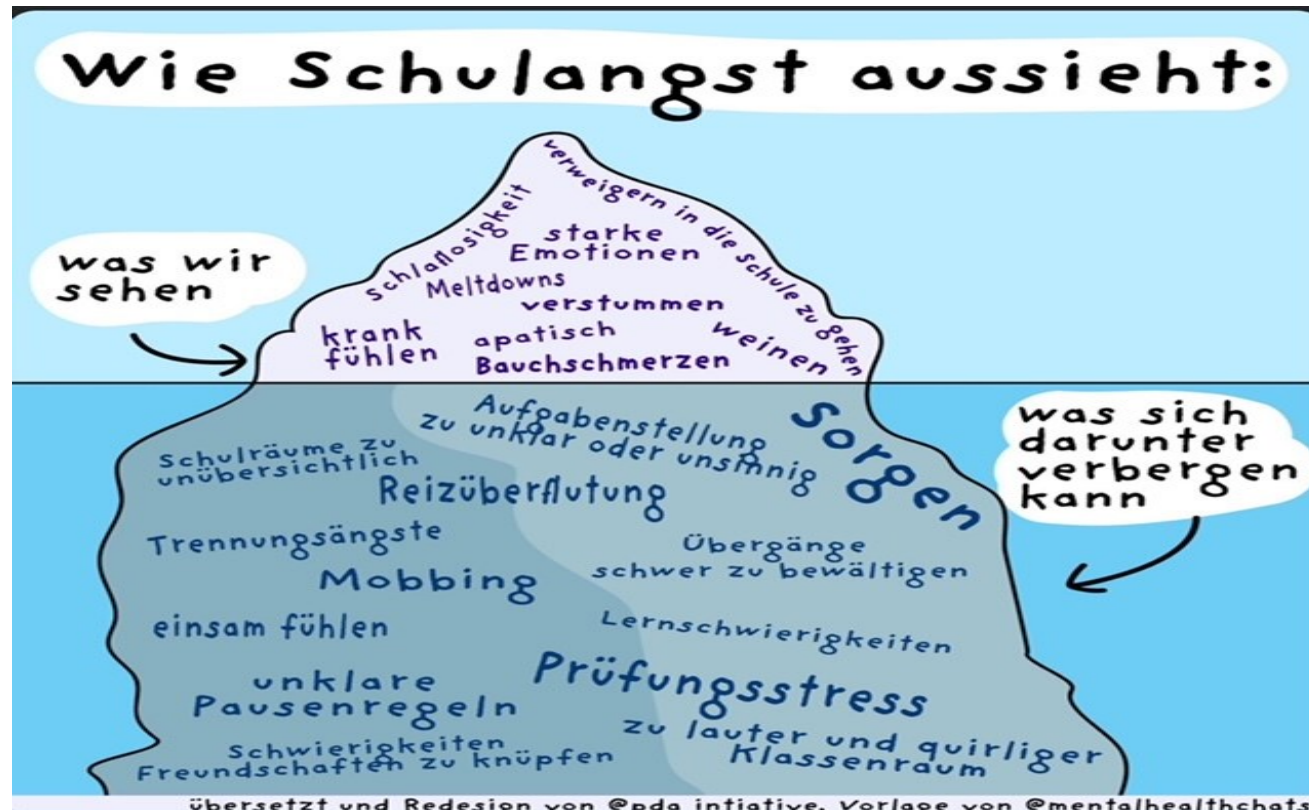 Wie Schulangst aussieht:
was wir
sehen
verweigern in die Schule zu gehen
Schlaflosigkeit
starke
Emotionen
Meltdowns
verstummen
krank
fühlen
apatisch
weinen
Bauchschmerzen
was sich
darunter
verbergen
kann
Aufgabenstellung
zu unklar oder unsinnig
Sorgen
Schulräume zu
unübersichtlich
Reizüberflutung
Trennungsängste
Übergänge
schwer zu bewältigen
Mobbing
einsam fühlen
Lernschwierigkeiten
Prüfungsstress
unklare
Pausenregeln
zu lauter und quirliger
Klassenraum
Schwierigkeiten
Freundschaften zu knüpfen
übersetzt und Redesign von @pda intiative, Vorlage von @mentalhealthchats